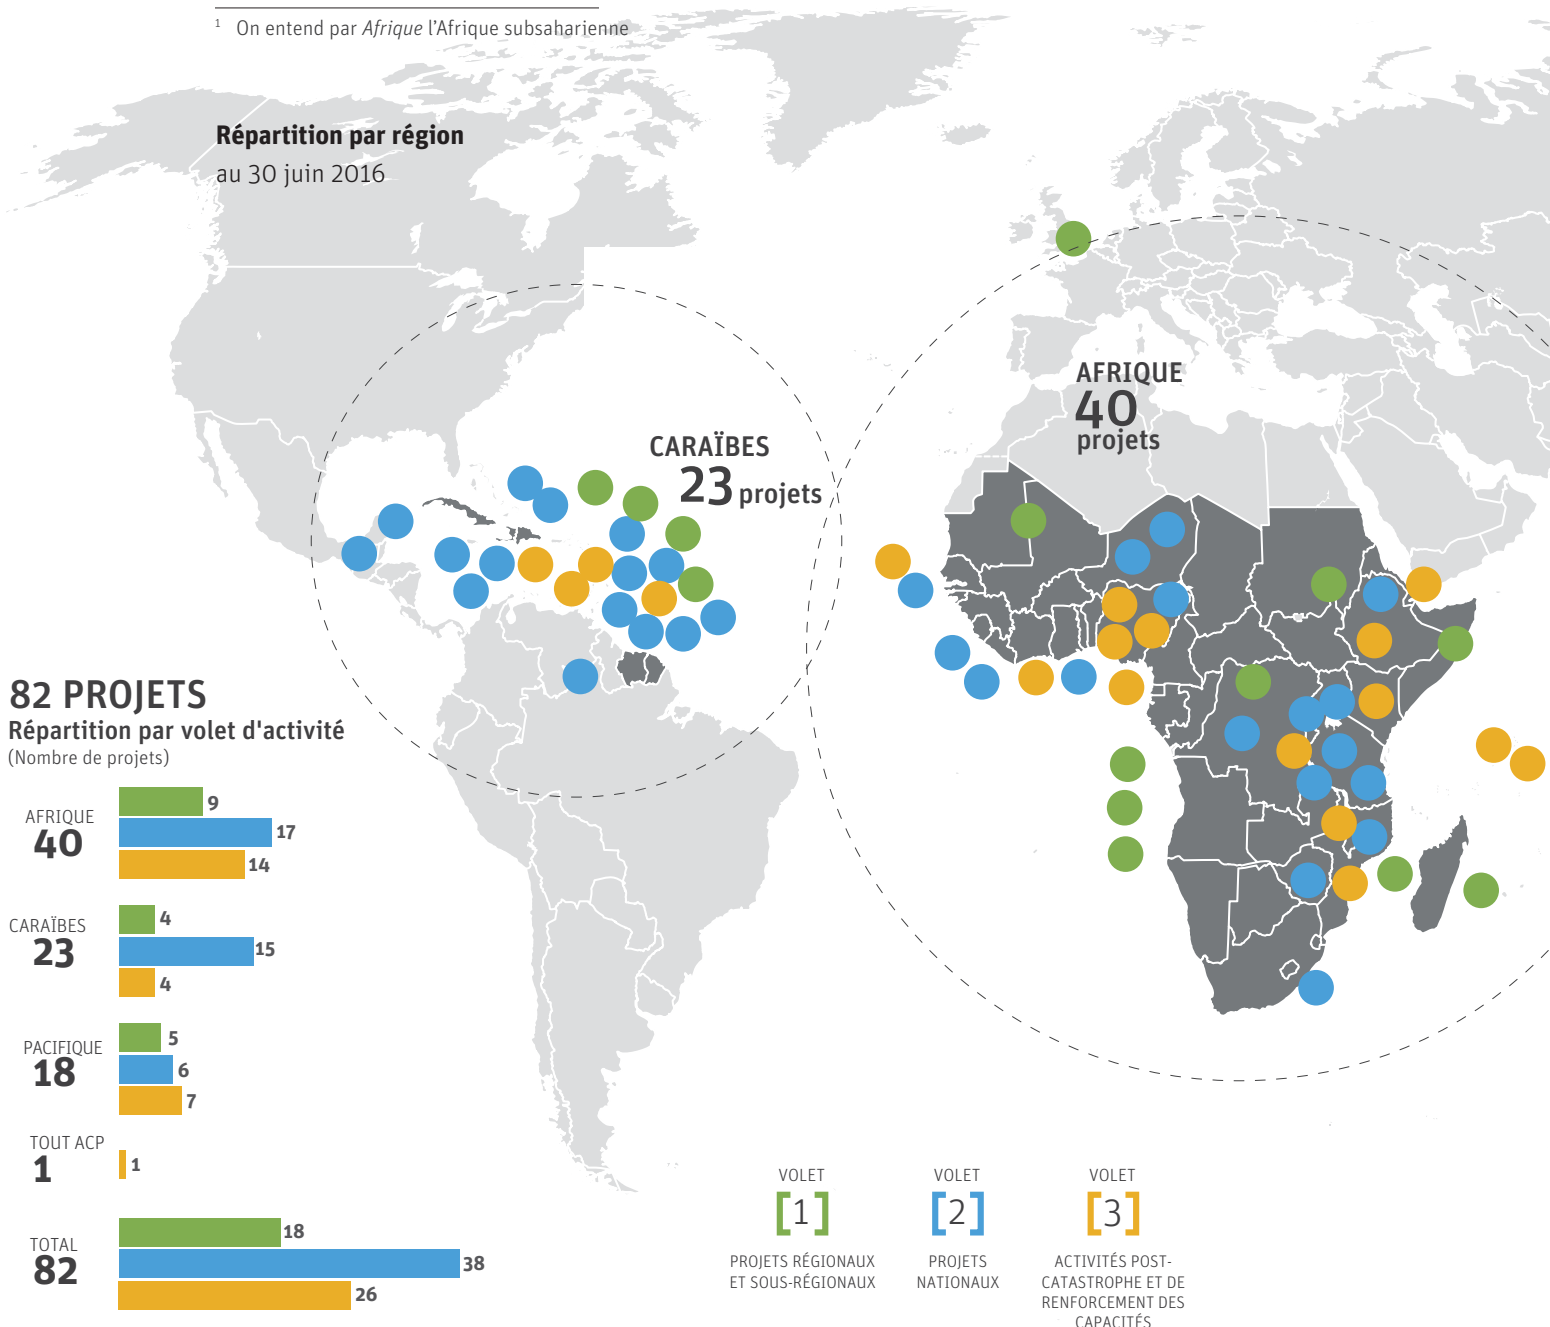 1 On entend par Afrique l'Afrique subsaharienne
Répartition par région
au 30 juin 2016
AFRIQUE
40
projets
CARAÏBES
23 projets
82 PROJETS
Répartition par volet d'activité
(Nombre de projets)
AFRIQUE
40
9
17
14
CARAÏBES
23
4
15
4
PACIFIQUE
18
5
6
7
TOUT ACP
1
1
TOTAL
82
18
38
26
VOLET
[1]
PROJETS RÉGIONAUX
ET SOUS-RÉGIONAUX
VOLET
[2]
PROJETS
NATIONAUX
VOLET
[3]
ACTIVITÉS POST-
CATASTROPHE ET DE
RENFORCEMENT DES
CAPACITÉS